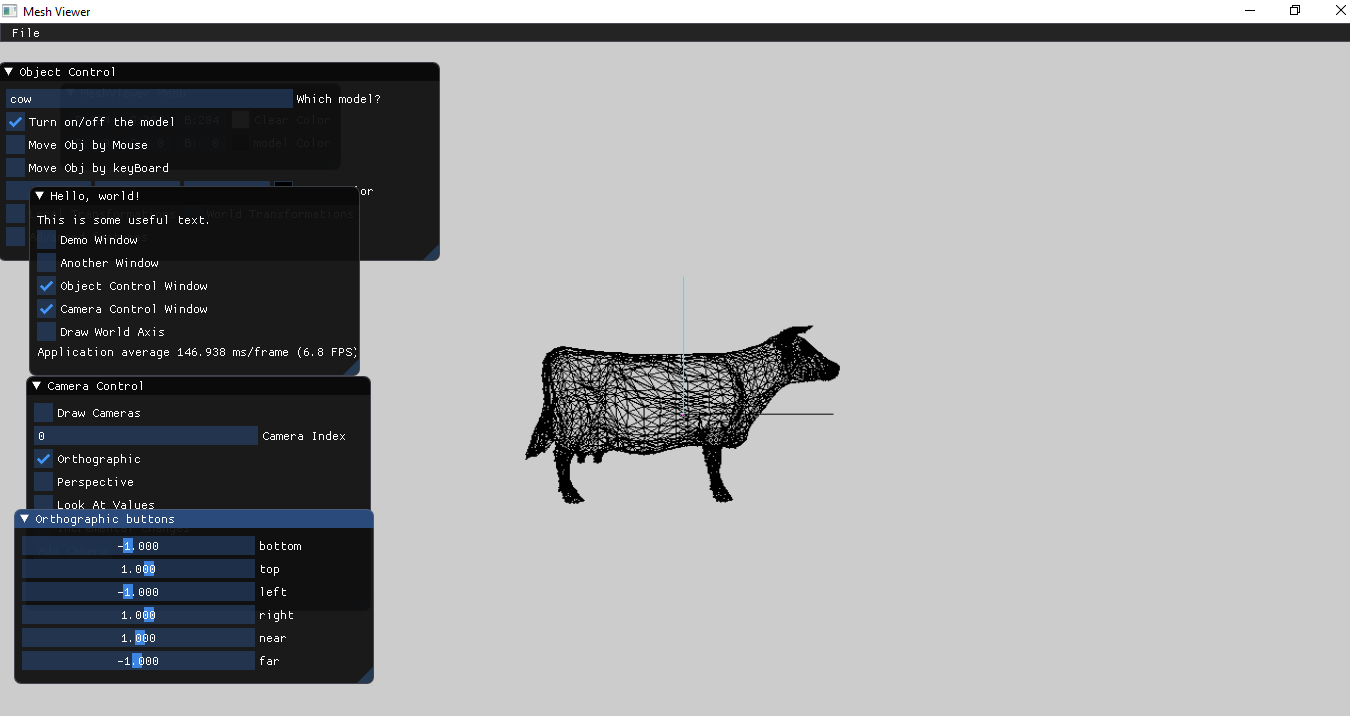 Mesh Viewer
File
Object Control
cow Which model?
Turn on/off the model
Clear Color
Move Obj by Mouse
model Color
Move Obj by keyBoard
or
Hello, world!
World Transformations
This is some useful text.
Demo Window
Another Window
Object Control Window
Camera Control Window
Draw World Axis
Application average 146.938 ms/frame (6.8 FPS)
Camera Control
Draw Cameras
0 Camera Index
Orthographic
Perspective
Look At Values
Orthographic buttons
-1.000 bottom
1.000 top
-1.000 left
1.000 right
1.000 near
-1.000 far